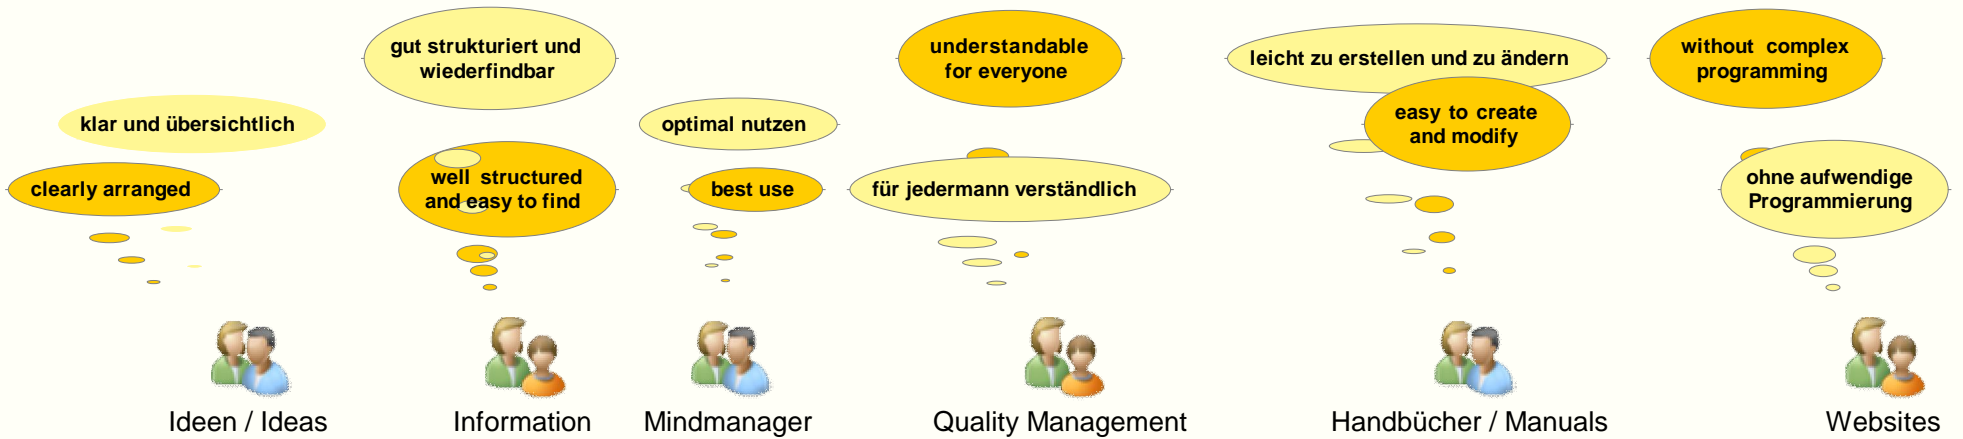 klar und übersichtlich
clearly arranged
Ideen / Ideas
gut strukturiert und
wiederfindbar
well structured
and easy to find
Information
optimal nutzen
best use
Mindmanager
understandable
for everyone
für jedermann verständlich
Quality Management
leicht zu erstellen und zu ändern
easy to create
and modify
Handbücher / Manuals
without complex
programming
ohne aufwendige
Programmierung
Websites